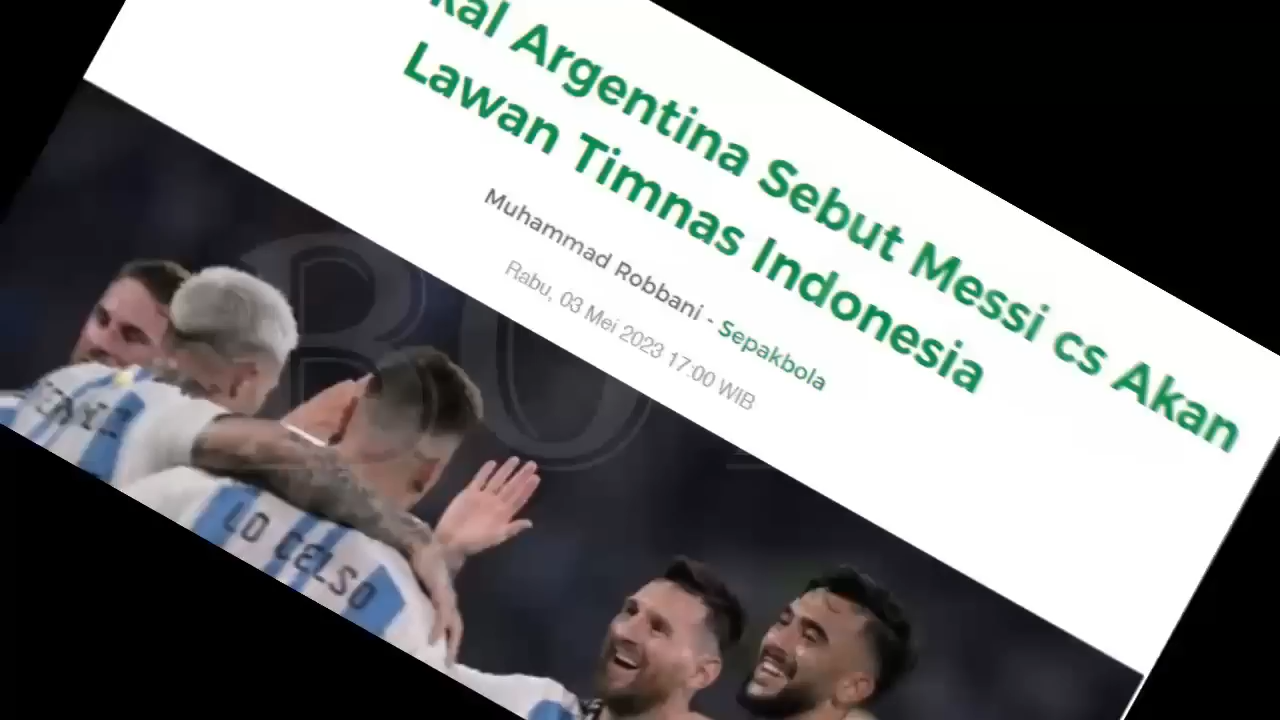 kal Argentina Sebut Messi cs Akan
Lawan Timnas Indonesia
Muhammad Robbani - Sepakbola
Rabu, 03 Mei 2023 17:00 WIB
LO CELSO